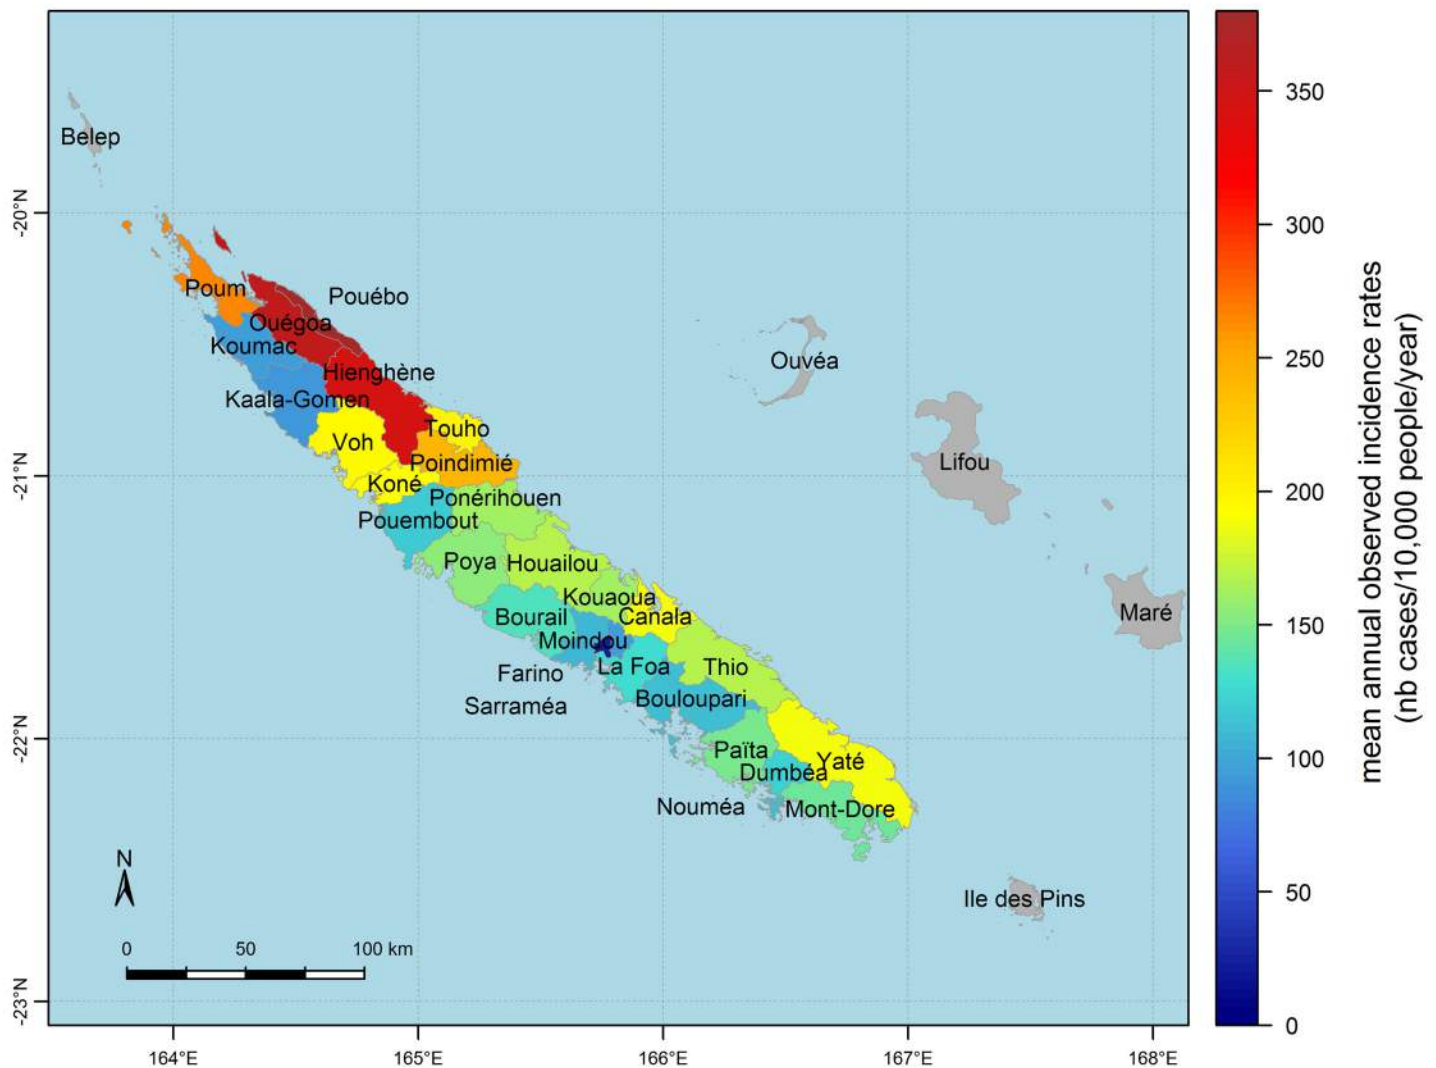 Belep
-20°N
Poum
Pouébo
Ouégoa
Koumac
Hienghène
Kaala-Gomen
Touho
Voh
Poindimié
Koné
-21°N
Ponérihouen
Pouembout
Poya
Houaïlou
Kouaoua
Canala
Bourail
Moindou
La Foa
Thio
Farino
Sarraméa
Bouloupari
-22°N
Païta
Yaté
Dumbéa
Nouméa
Mont-Dore
Ouvéa
Lifou
Maré
Ile des Pins
N
0 50 100 km
-23°N
164°E 165°E 166°E 167°E 168°E
350
300
250
200
150
100
50
0
mean annual observed incidence rates
(nb cases/10,000 people/year)